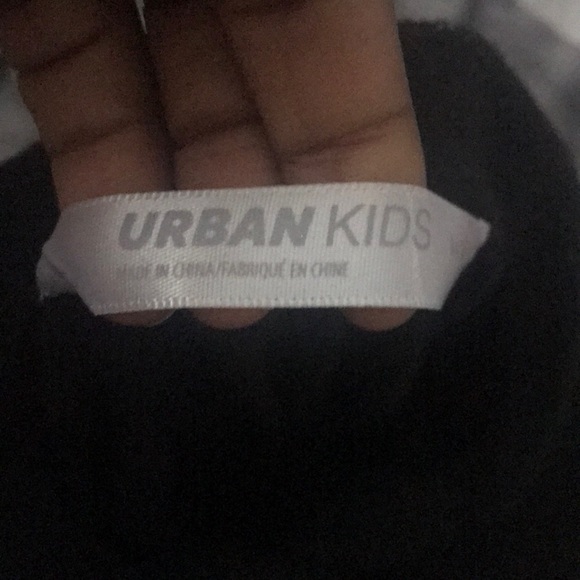 URBAN KIDS
MADE IN CHINA/FABRIQUÉ EN CHINE